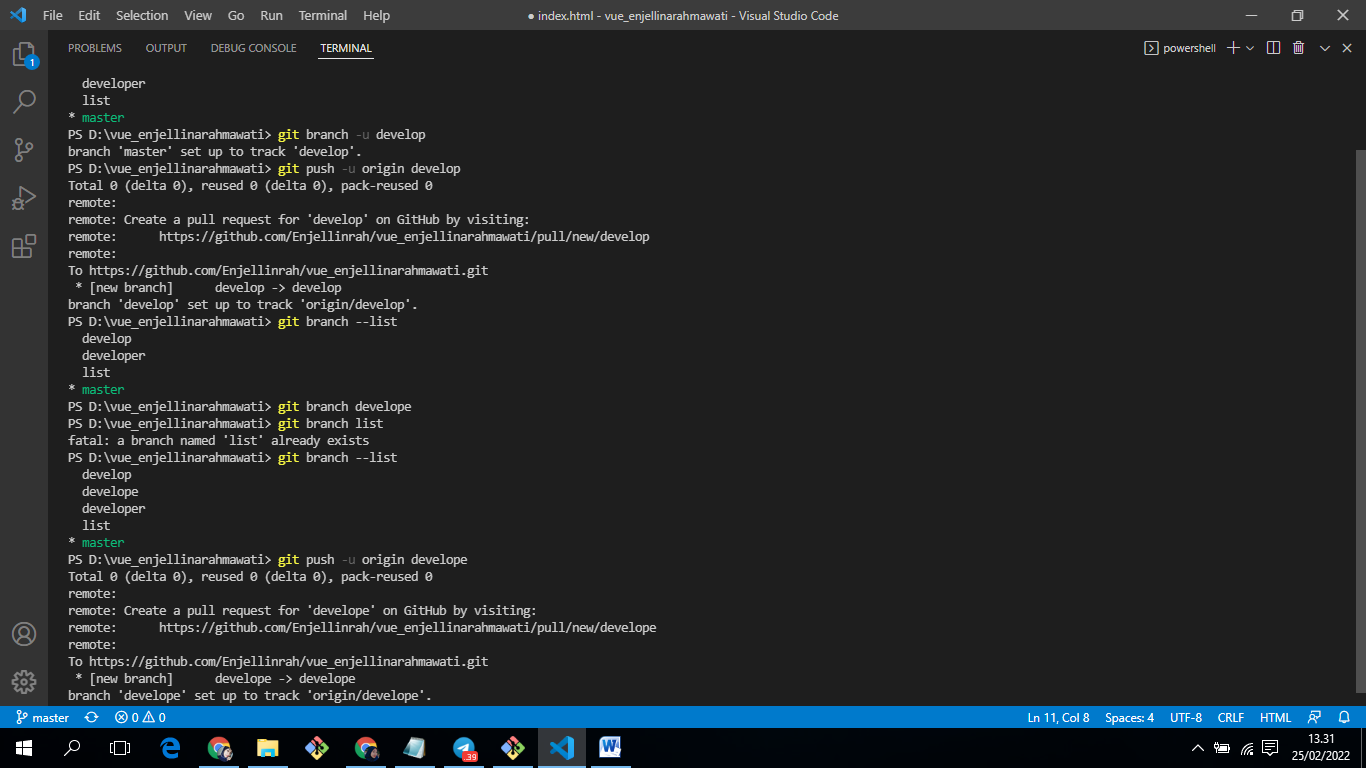 File Edit Selection View Go Run Terminal Help
● index.html - vue_enjellinarahmawati - Visual Studio Code
PROBLEMS OUTPUT DEBUG CONSOLE TERMINAL
powershell
1
developer
list
* master
PS D:\vue_enjellinarahmawati> git branch -u develop
branch 'master' set up to track 'develop'.
PS D:\vue_enjellinarahmawati> git push -u origin develop
Total 0 (delta 0), reused 0 (delta 0), pack-reused 0
remote:
remote: Create a pull request for 'develop' on GitHub by visiting:
remote:      https://github.com/Enjellinrah/vue_enjellinarahmawati/pull/new/develop
remote:
To https://github.com/Enjellinrah/vue_enjellinarahmawati.git
* [new branch]      develop -> develop
branch 'develop' set up to track 'origin/develop'.
PS D:\vue_enjellinarahmawati> git branch --list
develop
developer
list
* master
PS D:\vue_enjellinarahmawati> git branch develope
PS D:\vue_enjellinarahmawati> git branch list
fatal: a branch named 'list' already exists
PS D:\vue_enjellinarahmawati> git branch --list
develop
develope
developer
list
* master
PS D:\vue_enjellinarahmawati> git push -u origin develope
Total 0 (delta 0), reused 0 (delta 0), pack-reused 0
remote:
remote: Create a pull request for 'develope' on GitHub by visiting:
remote:      https://github.com/Enjellinrah/vue_enjellinarahmawati/pull/new/develope
remote:
To https://github.com/Enjellinrah/vue_enjellinarahmawati.git
* [new branch]      develope -> develope
branch 'develope' set up to track 'origin/develope'.
master 0 0 Ln 11, Col 8 Spaces: 4 UTF-8 CRLF HTML
39
13.31
25/02/2022